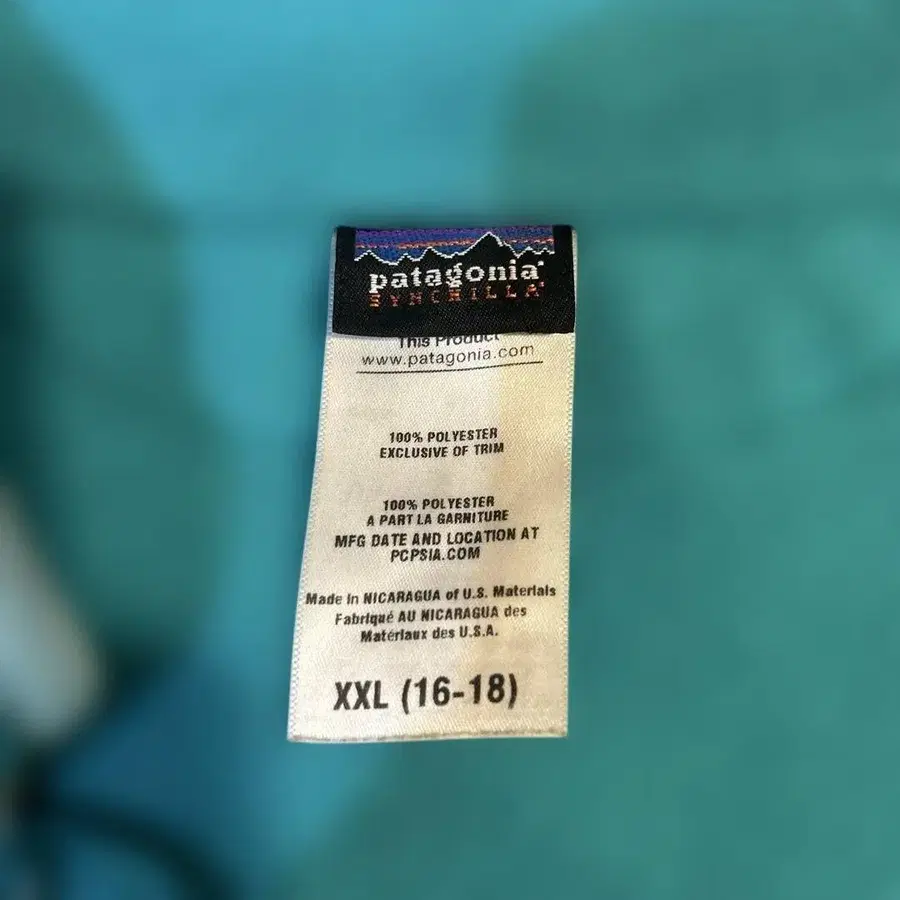 patagonia®
SYNCHILLA®
This Product
www.patagonia.com
100% POLYESTER
EXCLUSIVE OF TRIM
100% POLYESTER
A PART LA GARNITURE
MFG DATE AND LOCATION AT
PCPSIA.COM
Made in NICARAGUA of U.S. Materials
Fabriqué AU NICARAGUA des
Matériaux des U.S.A.
XXL (16-18)